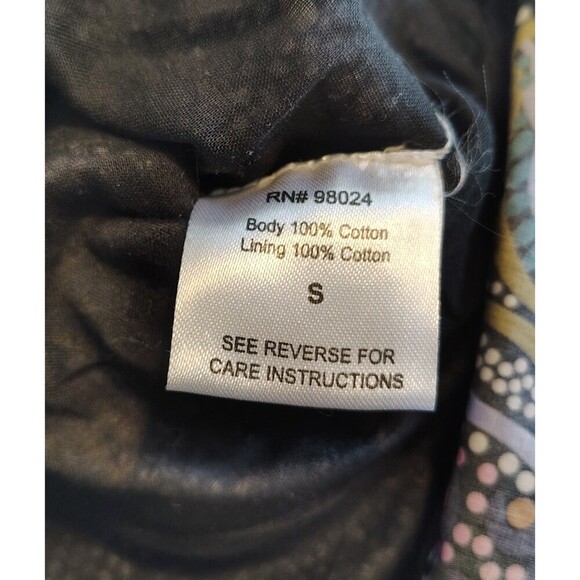 RN# 98024
Body 100% Cotton
Lining 100% Cotton
S
SEE REVERSE FOR
CARE INSTRUCTIONS